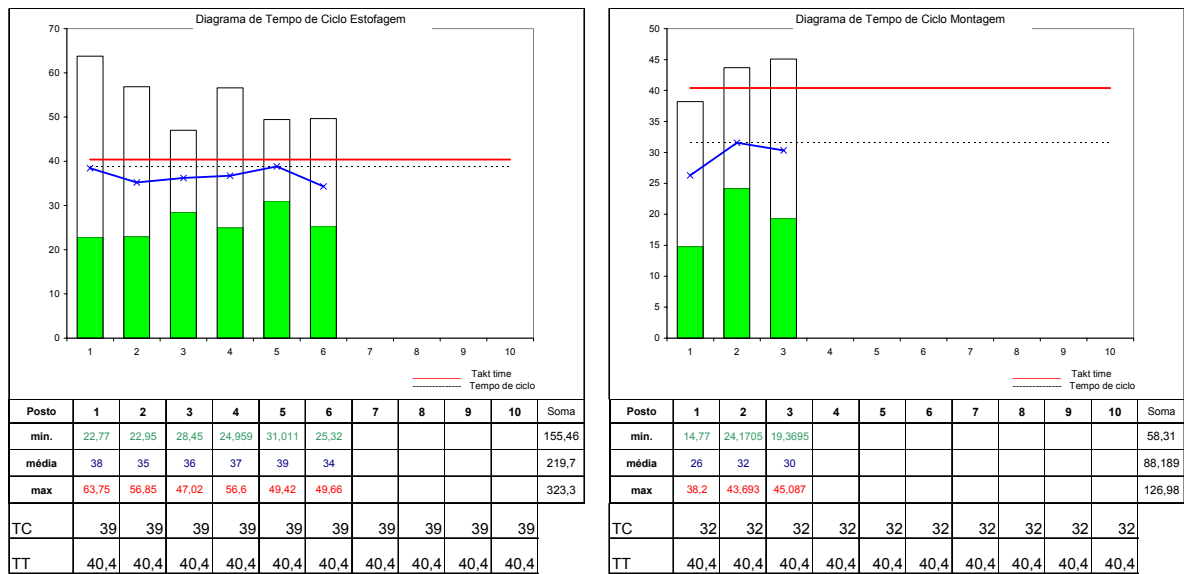 Diagrama de Tempo de Ciclo Estofagem
70
60
50
40
30
20
10
0
1 2 3 4 5 6 7 8 9 10
Takt time
Tempo de ciclo
Posto 1 2 3 4 5 6 7 8 9 10 Soma
min. 22,77 22,95 28,45 24,959 31,011 25,32 155,46
média 38 35 36 37 39 34 219,7
max 63,75 56,85 47,02 56,6 49,42 49,66 323,3
TC 39 39 39 39 39 39 39 39 39 39
TT 40,4 40,4 40,4 40,4 40,4 40,4 40,4 40,4 40,4 40,4
Diagrama de Tempo de Ciclo Montagem
50
45
40
35
30
25
20
15
10
5
0
1 2 3 4 5 6 7 8 9 10
Takt time
Tempo de ciclo
Posto 1 2 3 4 5 6 7 8 9 10 Soma
min. 14,77 24,1705 19,3695 58,31
média 26 32 30 88,189
max 38,2 43,693 45,087 126,98
TC 32 32 32 32 32 32 32 32 32 32
TT 40,4 40,4 40,4 40,4 40,4 40,4 40,4 40,4 40,4 40,4